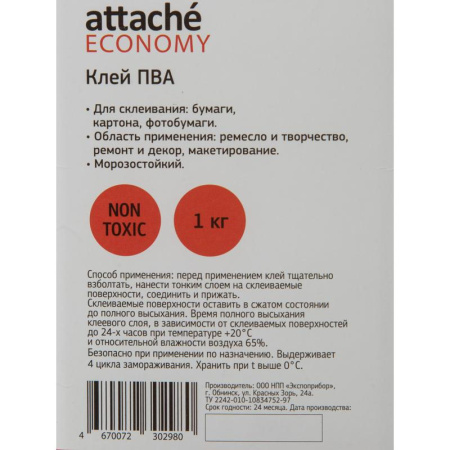 attaché
ECONOMY
Клей ПВА
• Для склеивания: бумаги,
картона, фотобумаги.
• Область применения: ремесло и творчество,
ремонт и декор, макетирование.
• Морозостойкий.
NON
TOXIC
1 кг
Способ применения: перед применением клей тщательно
взболтать, нанести тонким слоем на склеиваемые
поверхности, соединить и прижать.
Склеиваемые поверхности оставить в сжатом состоянии
до полного высыхания. Время полного высыхания
клеевого слоя, в зависимости от склеиваемых поверхностей
до 24-х часов при температуре +20°С
и относительной влажности воздуха 65%.
Безопасно при применении по назначению. Выдерживает
4 цикла замораживания. Хранить при t выше 0°С.
Производитель: ООО НПП «Экспоприбор».
г. Обнинск, ул. Красных Зорь, 24а.
ТУ 2242-010-10834752-97
Срок годности: 24 месяца. Дата производства:
4 670072 302980